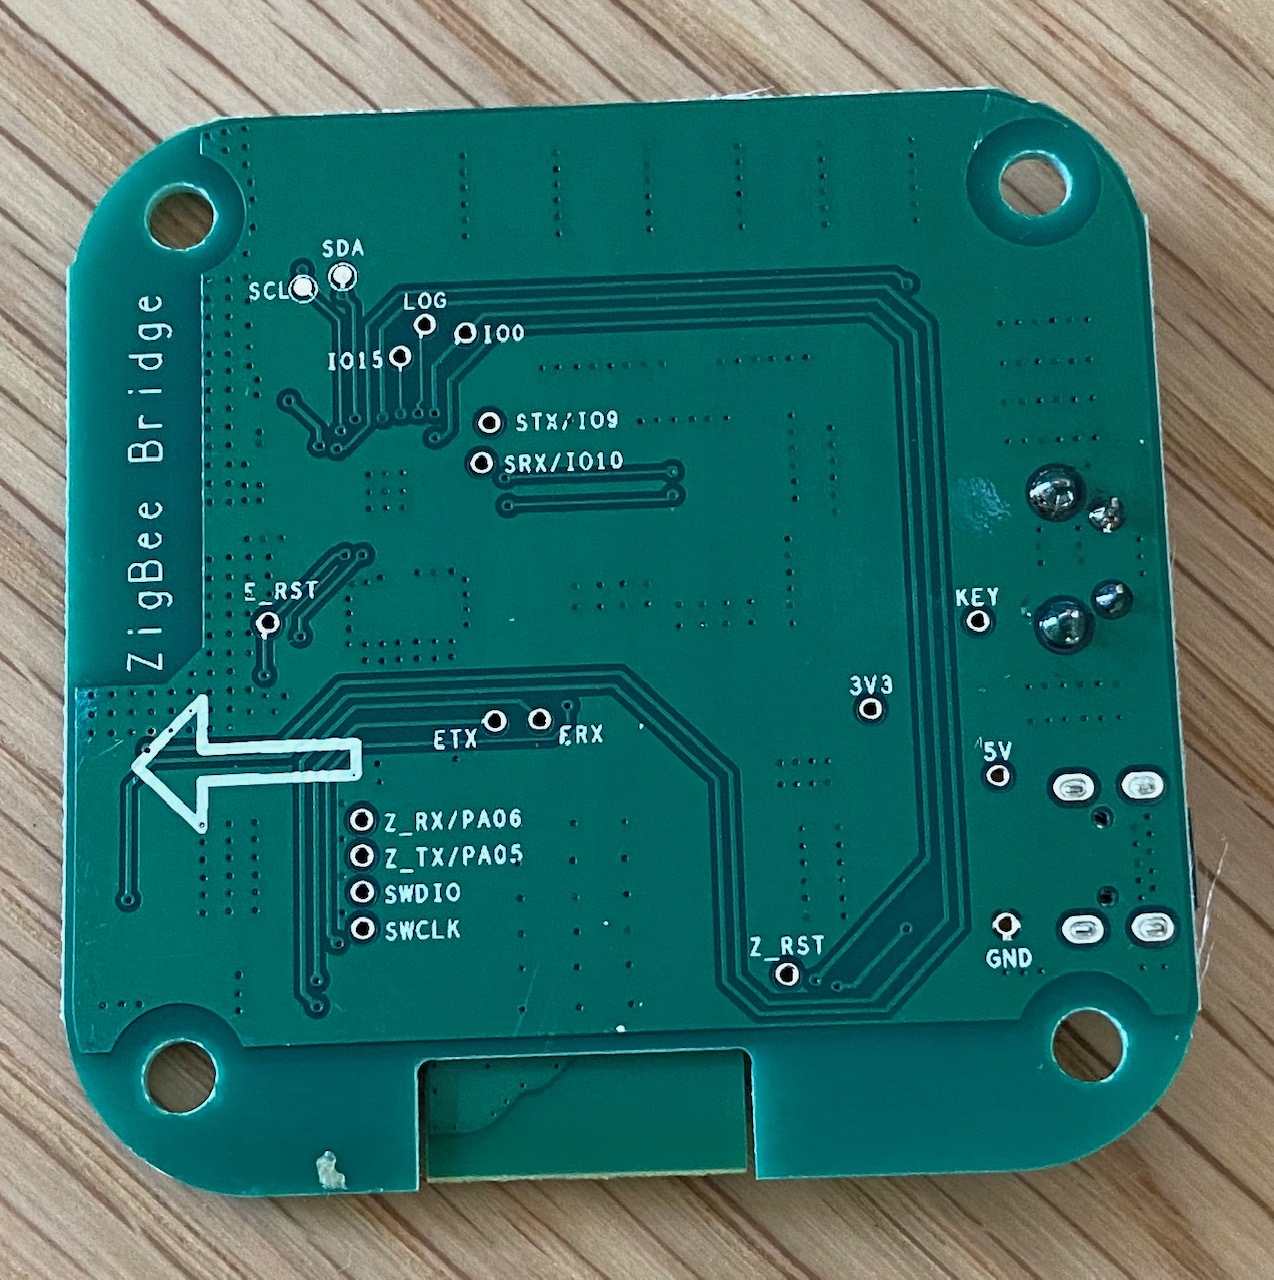 SDA
SCL
LOG
IO0
IO15
STX/IO9
SRX/IO10
ZigBee Bridge
E_RST
KEY
3V3
ETX
ERX
5V
Z_RX/PA06
Z_TX/PA05
SWDIO
SWCLK
Z_RST
GND